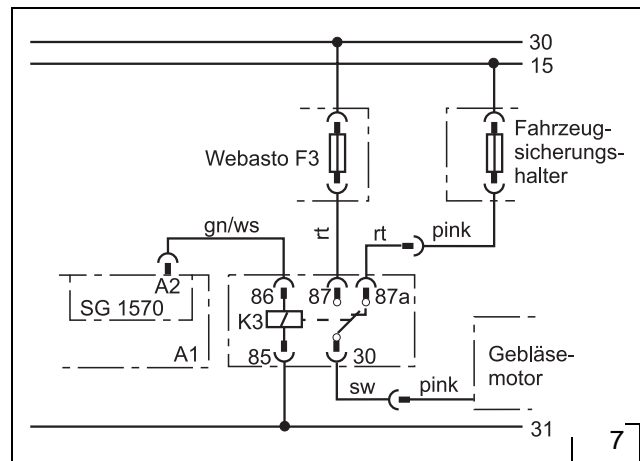 30
15
Webasto F3
Fahrzeug-
sicherungs-
halter
gn/ws
rt
rt
pink
A2
SG 1570
A1
86
87
87a
K3
85
30
Gebläse-
motor
sw
pink
31
7